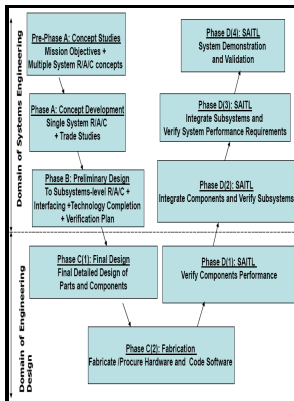 Domain of Systems Engineering
Domain of Engineering
Design
Pre-Phase A: Concept Studies
Mission Objectives +
Multiple System R/A/C concepts
Phase A: Concept Development
Single System R/A/C
+ Trade Studies
Phase B: Preliminary Design
To Subsystems-level R/A/C +
Interfacing +Technology Completion
+ Verification Plan
Phase C(1): Final Design
Final Detailed Design of
Parts and Components
Phase C(2): Fabrication
Fabricate /Procure Hardware and Code Software
Phase D(1): SAITL
Verify Components Performance
Phase D(2): SAITL
Integrate Components and Verify Subsystems
Phase D(3): SAITL
Integrate Subsystems and
Verify System Performance Requirements
Phase D(4): SAITL
System Demonstration
and Validation